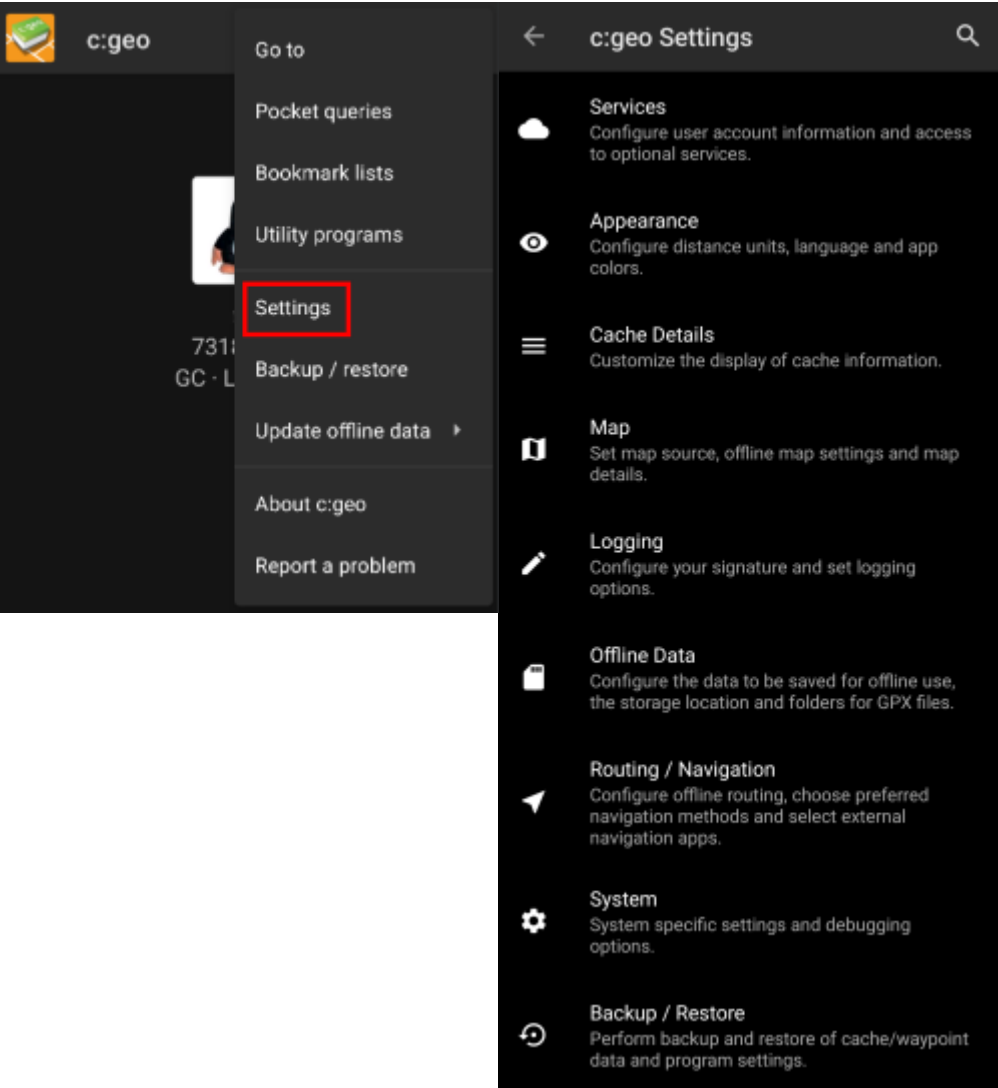 c:geo
Go to
Pocket queries
Bookmark lists
Utility programs
Settings
Backup / restore
Update offline data
About c:geo
Report a problem
731
GC · L
c:geo Settings
Services
Configure user account information and access
to optional services.
Appearance
Configure distance units, language and app
colors.
Cache Details
Customize the display of cache information.
Map
Set map source, offline map settings and map
details.
Logging
Configure your signature and set logging
options.
Offline Data
Configure the data to be saved for offline use,
the storage location and folders for GPX files.
Routing / Navigation
Configure offline routing, choose preferred
navigation methods and select external
navigation apps.
System
System specific settings and debugging
options.
Backup / Restore
Perform backup and restore of cache/waypoint
data and program settings.